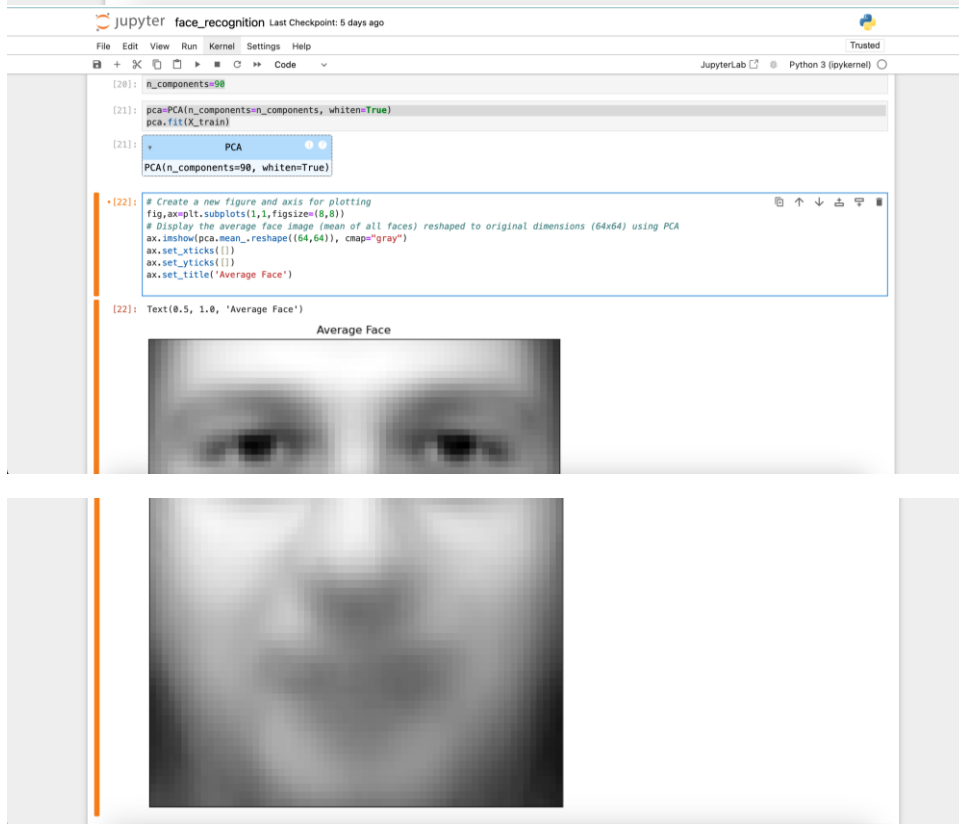 jupyter face_recognition Last Checkpoint: 5 days ago
File Edit View Run Kernel Settings Help
Trusted
Code
JupyterLab
Python 3 (ipykernel)
[20]: n_components=90
[21]: pca=PCA(n_components=n_components, whiten=True)
pca.fit(X_train)
[21]:
PCA
PCA(n_components=90, whiten=True)
[22]: # Create a new figure and axis for plotting
fig,ax=plt.subplots(1,1,figsize=(8,8))
# Display the average face image (mean of all faces) reshaped to original dimensions (64x64) using PCA
ax.imshow(pca.mean_.reshape((64,64)), cmap="gray")
ax.set_xticks([])
ax.set_yticks([])
ax.set_title('Average Face')
[22]: Text(0.5, 1.0, 'Average Face')
Average Face